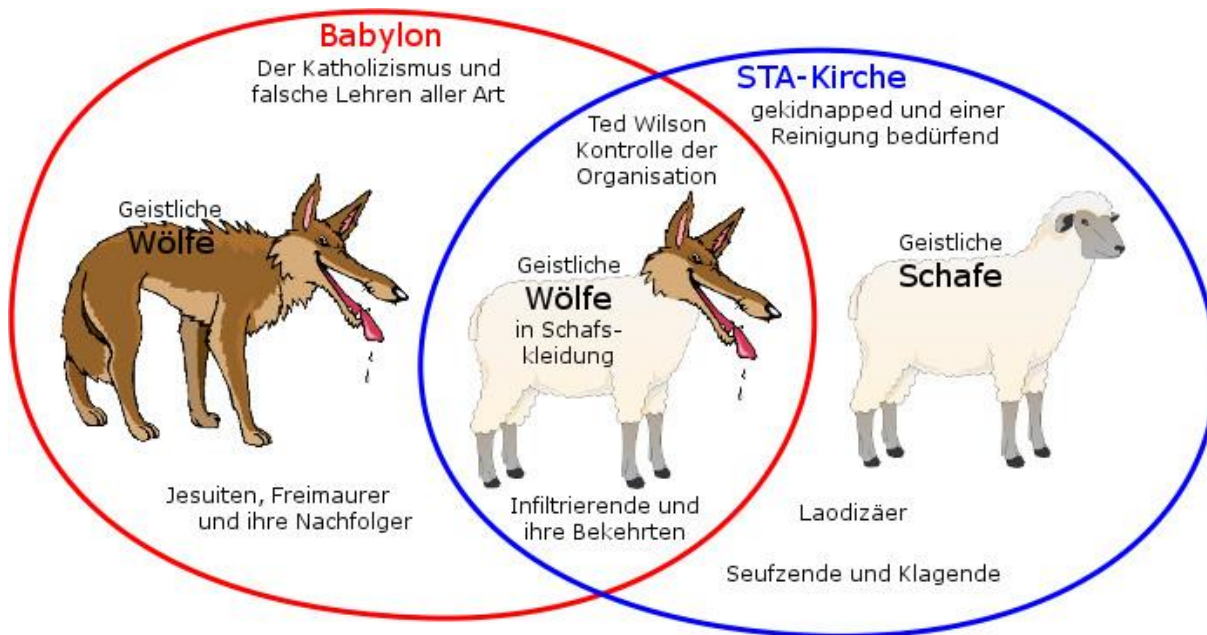 Babylon
Der Katholizismus und
falsche Lehren aller Art
Geistliche
Wölfe
Jesuiten, Freimaurer
und ihre Nachfolger
Ted Wilson
Kontrolle der
Organisation
Geistliche
Wölfe
in Schafs-
kleidung
Infiltrierende und
ihre Bekehrten
STA-Kirche
gekidnapped und einer
Reinigung bedürfend
Geistliche
Schafe
Laodizäer
Seufzende und Klagende